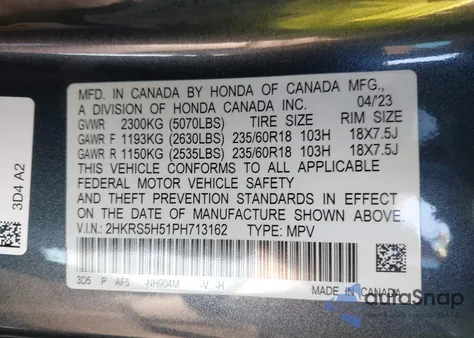 MFD. IN CANADA BY HONDA OF CANADA MFG.,
A DIVISION OF HONDA CANADA INC. 04/'23
GVWR 2300KG (5070LBS) TIRE SIZE RIM SIZE
GAWR F 1193KG (2630LBS) 235/60R18 103H 18X7.5J
GAWR R 1150KG (2535LBS) 235/60R18 103H 18X7.5J
THIS VEHICLE CONFORMS TO ALL APPLICABLE
FEDERAL MOTOR VEHICLE SAFETY
AND THEFT PREVENTION STANDARDS IN EFFECT ON
THE DATE OF MANUFACTURE SHOWN ABOVE.
V.I.N.: 2HKRS5H51PH713162 TYPE: MPV
3D5 P AF5 -NH904M -V -H
MADE IN CANADA
3D4 A2
autoSnap